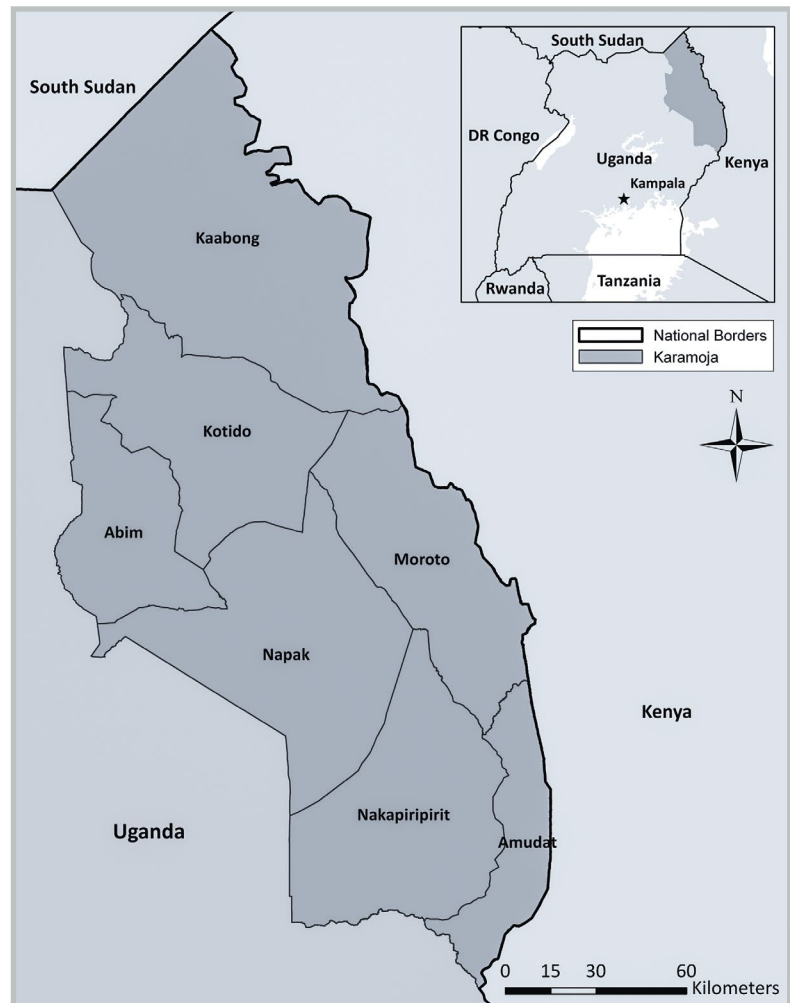 South Sudan
Kaabong
Kotido
Abim
Moroto
Napak
Kenya
Nakapiripirit
Uganda
Amudat
South Sudan
DR Congo
Uganda
Kenya
Kampala
Rwanda
Tanzania
National Borders
Karamoja
N
0 15 30 60
Kilometers